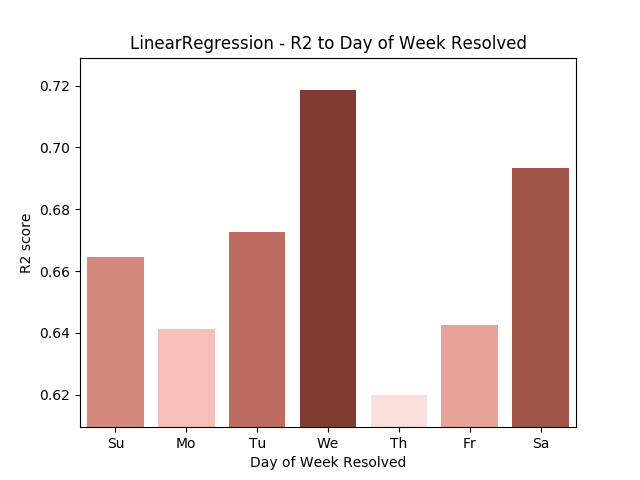 LinearRegression - R2 to Day of Week Resolved
0.72
0.70
0.68
0.66
0.64
0.62
R2 score
Su Mo Tu We Th Fr Sa
Day of Week Resolved